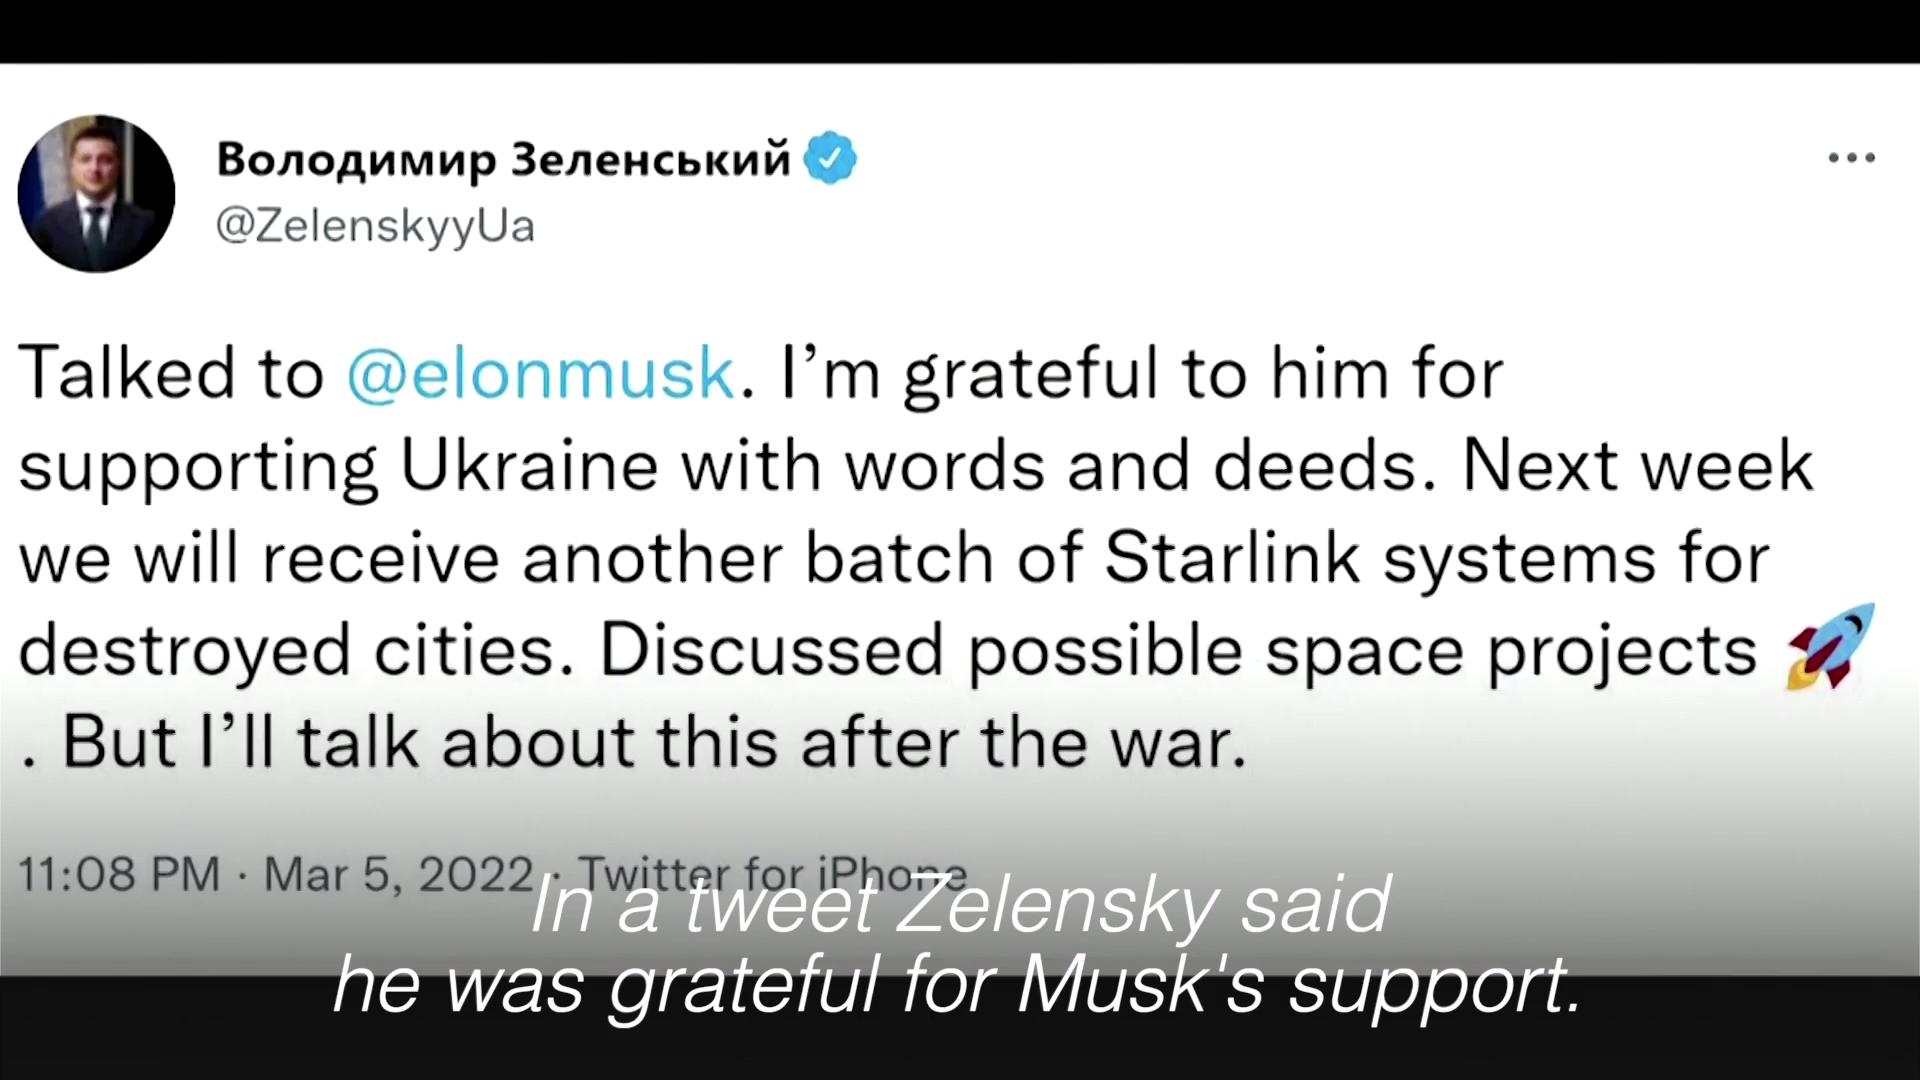 Володимир Зеленський
@ZelenskyyUa
Talked to @elonmusk. I’m grateful to him for
supporting Ukraine with words and deeds. Next week
we will receive another batch of Starlink systems for
destroyed cities. Discussed possible space projects 🚀
. But I’ll talk about this after the war.
11:08 PM · Mar 5, 2022 · Twitter for iPhone
In a tweet Zelensky said
he was grateful for Musk's support.